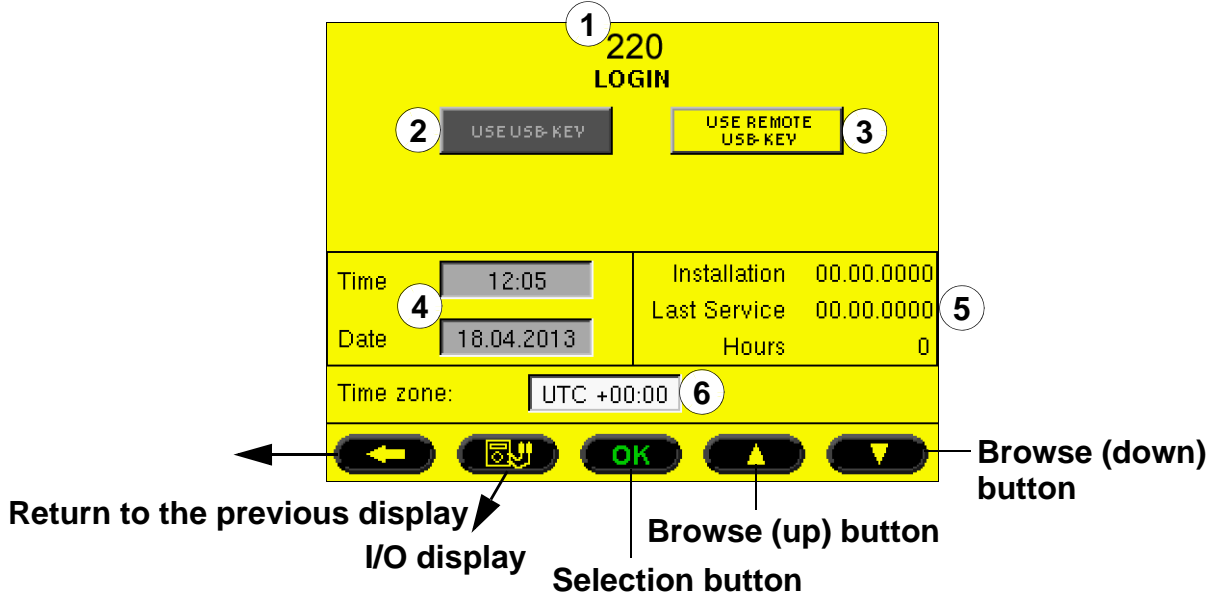 1
220
LOGIN
2
USE USB-KEY
USE REMOTE
USB-KEY
3
Time
12:05
4
Date
18.04.2013
Installation 00.00.0000
Last Service 00.00.0000
Hours 0
5
Time zone:
UTC +00:00
6
OK
Return to the previous display
I/O display
Selection button
Browse (up) button
Browse (down)
button